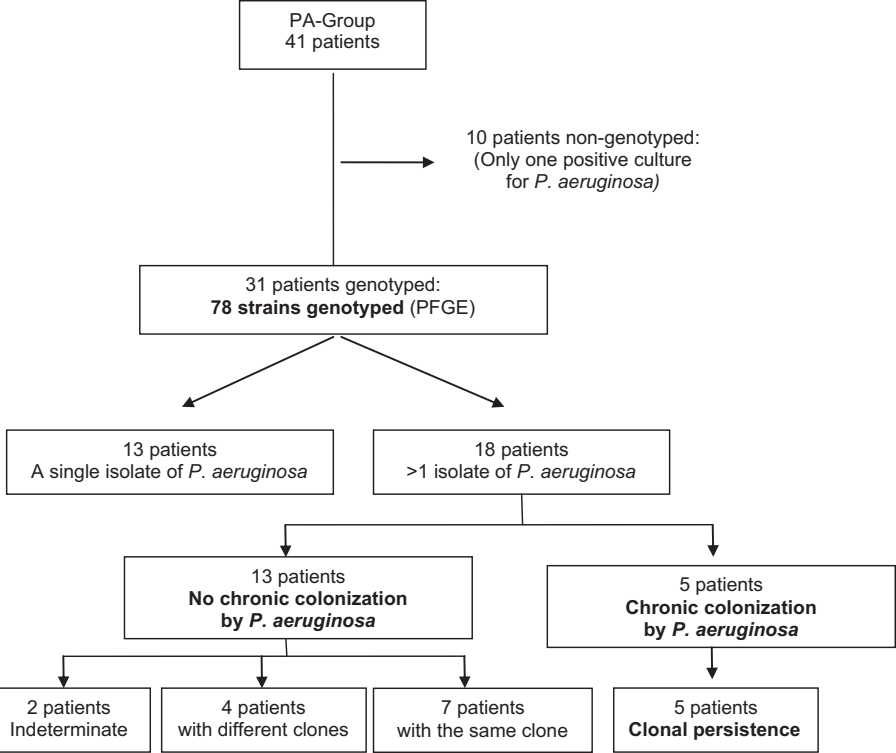 PA-Group
41 patients
10 patients non-genotyped:
(Only one positive culture
for P. aeruginosa)
31 patients genotyped:
78 strains genotyped (PFGE)
13 patients
A single isolate of P. aeruginosa
18 patients
>1 isolate of P. aeruginosa
13 patients
No chronic colonization
by P. aeruginosa
5 patients
Chronic colonization
by P. aeruginosa
2 patients
Indeterminate
4 patients
with different clones
7 patients
with the same clone
5 patients
Clonal persistence